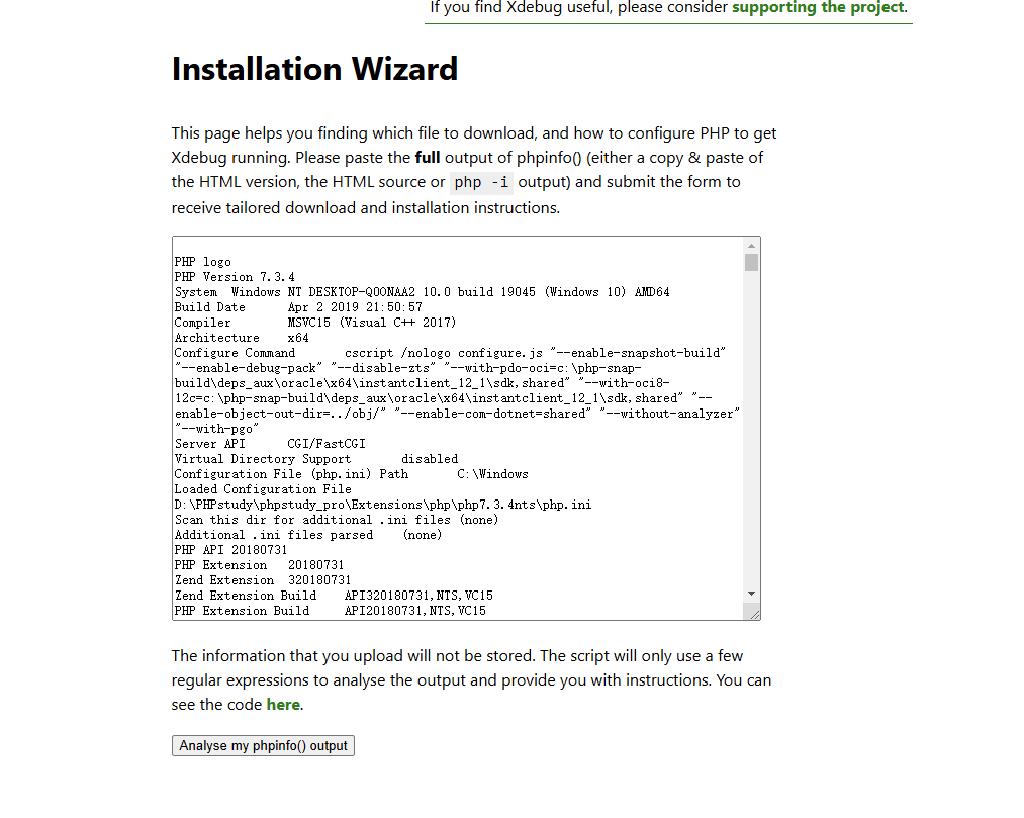 If you find Xdebug useful, please consider supporting the project.
Installation Wizard
This page helps you finding which file to download, and how to configure PHP to get
Xdebug running. Please paste the full output of phpinfo() (either a copy & paste of
the HTML version, the HTML source or php -i output) and submit the form to
receive tailored download and installation instructions.
PHP logo
PHP Version 7.3.4
System Windows NT DESKTOP-QOONAA2 10.0 build 19045 (Windows 10) AMD64
Build Date Apr 2 2019 21:50:57
Compiler MSVC15 (Visual C++ 2017)
Architecture x64
Configure Command cscript /nologo configure.js "--enable-snapshot-build"
"--enable-debug-pack" "--disable-zts" "--with-pdo-oci=c:\php-snap-
build\deps_aux\oracle\x64\instantclient_12_1\sdk,shared" "--with-oci8-
12c=c:\php-snap-build\deps_aux\oracle\x64\instantclient_12_1\sdk,shared" "--
enable-object-out-dir=../obj/" "--enable-com-dotnet=shared" "--without-analyzer"
"--with-pgo"
Server API CGI/FastCGI
Virtual Directory Support disabled
Configuration File (php.ini) Path C:\Windows
Loaded Configuration File
D:\PHPstudy\phpstudy_pro\Extensions\php\php7.3.4nts\php.ini
Scan this dir for additional .ini files (none)
Additional .ini files parsed (none)
PHP API 20180731
PHP Extension 20180731
Zend Extension 320180731
Zend Extension Build API320180731,NTS,VC15
PHP Extension Build API20180731,NTS,VC15
The information that you upload will not be stored. The script will only use a few
regular expressions to analyse the output and provide you with instructions. You can
see the code here.
Analyse my phpinfo() output